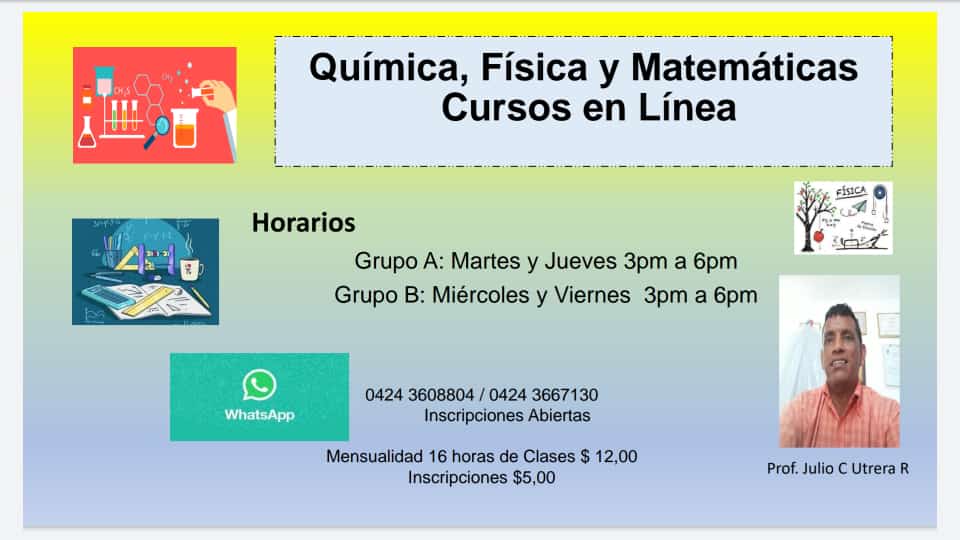 Química, Física y Matemáticas
Cursos en Línea
CH₃
CH₃S
FÍSICA
Horarios
Grupo A: Martes y Jueves 3pm a 6pm
Grupo B: Miércoles y Viernes 3pm a 6pm
WhatsApp
0424 3608804 / 0424 3667130
Inscripciones Abiertas
Mensualidad 16 horas de Clases $ 12,00
Inscripciones $5,00
Prof. Julio C Utrera R